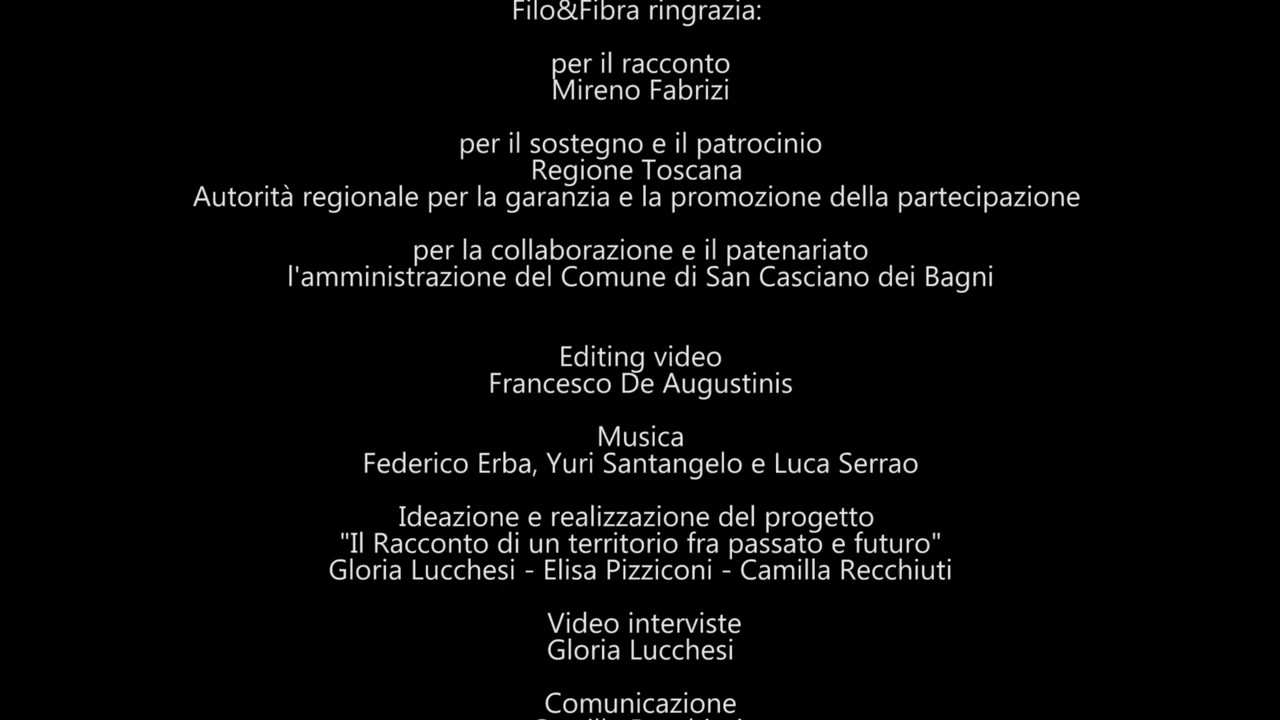 Filo&Fibra ringrazia:
per il racconto
Mireno Fabrizi
per il sostegno e il patrocinio
Regione Toscana
Autorità regionale per la garanzia e la promozione della partecipazione
per la collaborazione e il patenariato
l'amministrazione del Comune di San Casciano dei Bagni
Editing video
Francesco De Augustinis
Musica
Federico Erba, Yuri Santangelo e Luca Serrao
Ideazione e realizzazione del progetto
"Il Racconto di un territorio fra passato e futuro"
Gloria Lucchesi - Elisa Pizziconi - Camilla Recchiuti
Video interviste
Gloria Lucchesi
Comunicazione